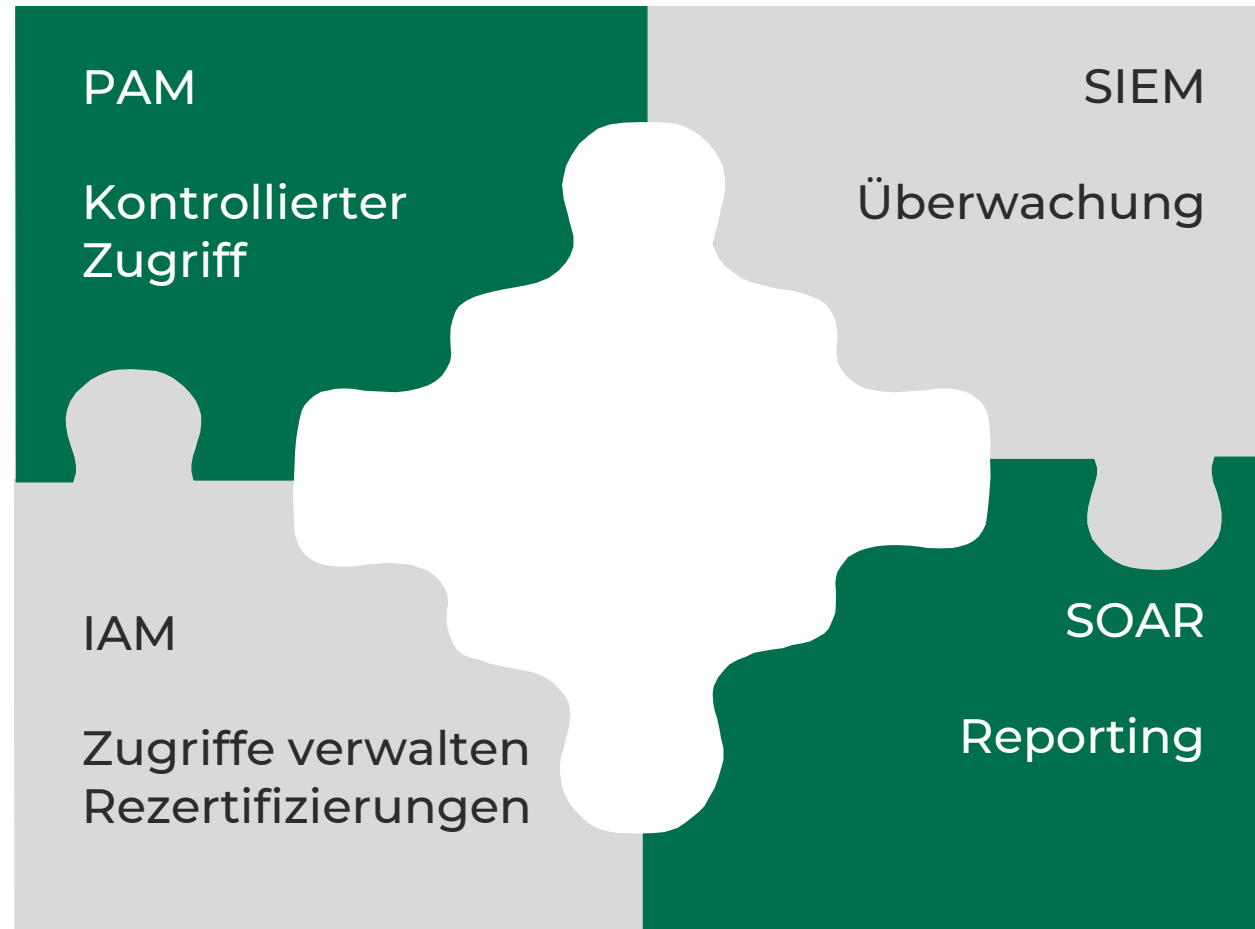 PAM
Kontrollierter
Zugriff
SIEM
Überwachung
IAM
Zugriffe verwalten
Rezertifizierungen
SOAR
Reporting